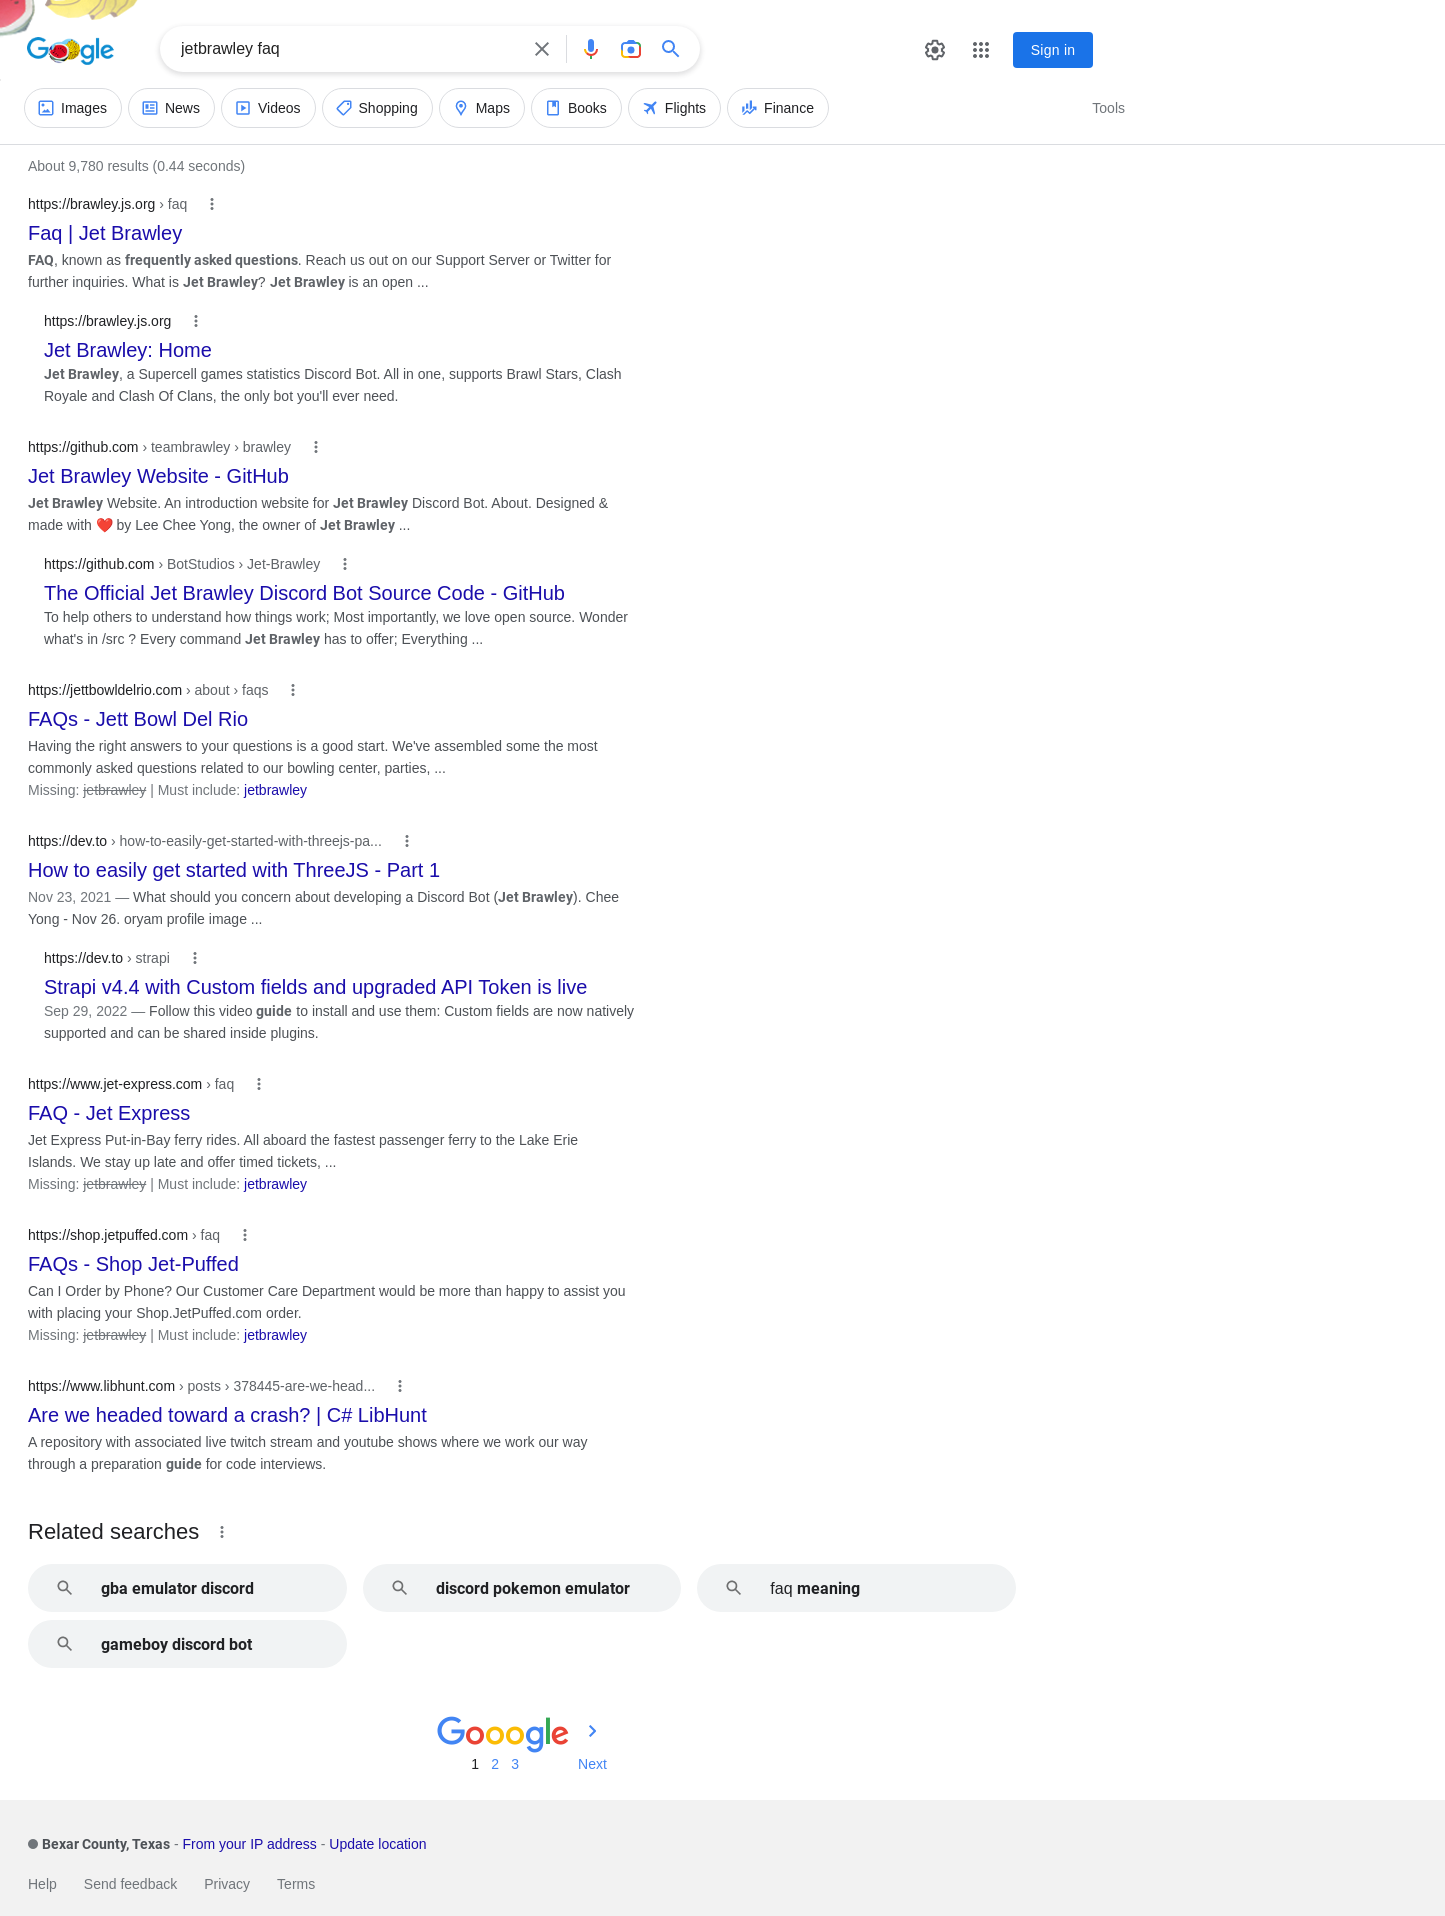 Google
jetbrawley faq
Sign in
Images
News
Videos
Shopping
Maps
Books
Flights
Finance
Tools
About 9,780 results (0.44 seconds)
https://brawley.js.org › faq
Faq | Jet Brawley
FAQ, known as frequently asked questions. Reach us out on our Support Server or Twitter for
further inquiries. What is Jet Brawley? Jet Brawley is an open ...
https://brawley.js.org
Jet Brawley: Home
Jet Brawley, a Supercell games statistics Discord Bot. All in one, supports Brawl Stars, Clash
Royale and Clash Of Clans, the only bot you'll ever need.
https://github.com › teambrawley › brawley
Jet Brawley Website - GitHub
Jet Brawley Website. An introduction website for Jet Brawley Discord Bot. About. Designed &
made with ❤️ by Lee Chee Yong, the owner of Jet Brawley ...
https://github.com › BotStudios › Jet-Brawley
The Official Jet Brawley Discord Bot Source Code - GitHub
To help others to understand how things work; Most importantly, we love open source. Wonder
what's in /src ? Every command Jet Brawley has to offer; Everything ...
https://jettbowldelrio.com › about › faqs
FAQs - Jett Bowl Del Rio
Having the right answers to your questions is a good start. We've assembled some the most
commonly asked questions related to our bowling center, parties, ...
Missing: jetbrawley | Must include: jetbrawley
https://dev.to › how-to-easily-get-started-with-threejs-pa...
How to easily get started with ThreeJS - Part 1
Nov 23, 2021 — What should you concern about developing a Discord Bot (Jet Brawley). Chee
Yong - Nov 26. oryam profile image ...
https://dev.to › strapi
Strapi v4.4 with Custom fields and upgraded API Token is live
Sep 29, 2022 — Follow this video guide to install and use them: Custom fields are now natively
supported and can be shared inside plugins.
https://www.jet-express.com › faq
FAQ - Jet Express
Jet Express Put-in-Bay ferry rides. All aboard the fastest passenger ferry to the Lake Erie
Islands. We stay up late and offer timed tickets, ...
Missing: jetbrawley | Must include: jetbrawley
https://shop.jetpuffed.com › faq
FAQs - Shop Jet-Puffed
Can I Order by Phone? Our Customer Care Department would be more than happy to assist you
with placing your Shop.JetPuffed.com order.
Missing: jetbrawley | Must include: jetbrawley
https://www.libhunt.com › posts › 378445-are-we-head...
Are we headed toward a crash? | C# LibHunt
A repository with associated live twitch stream and youtube shows where we work our way
through a preparation guide for code interviews.
Related searches
gba emulator discord
discord pokemon emulator
faq meaning
gameboy discord bot
Gooogle
1 2 3 Next
Bexar County, Texas - From your IP address - Update location
Help Send feedback Privacy Terms